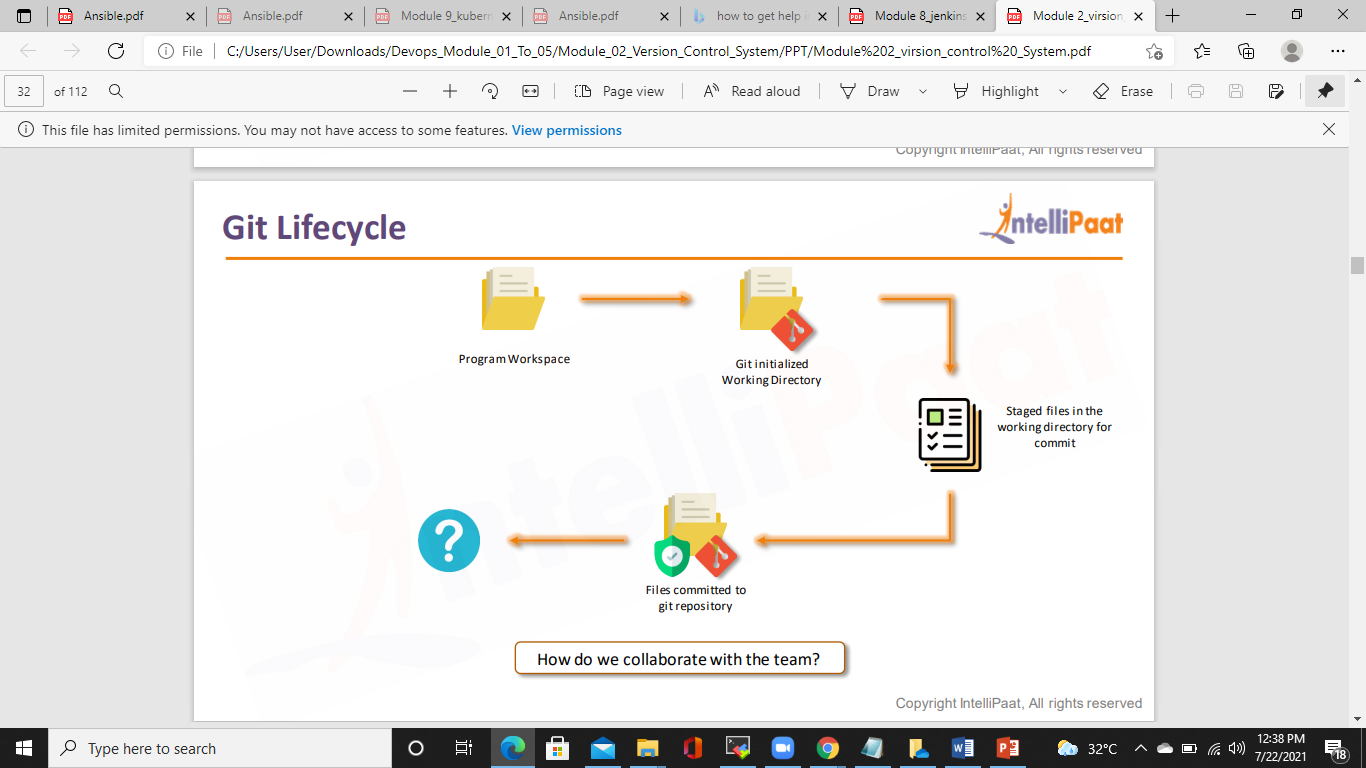 Ansible.pdf
Ansible.pdf
Module 9_kubern
Ansible.pdf
how to get help i
Module 8_jenkins
Module 2_virsion
File
C:/Users/User/Downloads/Devops_Module_01_To_05/Module_02_Version_Control_System/PPT/Module%202_virsion_control%20_System.pdf
32
of 112
Page view
Read aloud
Draw
Highlight
Erase
This file has limited permissions. You may not have access to some features. View permissions
Copyright IntelliPaat, All rights reserved
Git Lifecycle
IntelliPaat
Program Workspace
Git initialized
Working Directory
Staged files in the
working directory for
commit
Files committed to
git repository
How do we collaborate with the team?
IntelliPaat
Copyright IntelliPaat, All rights reserved
Type here to search
32°C
12:38 PM
7/22/2021
18